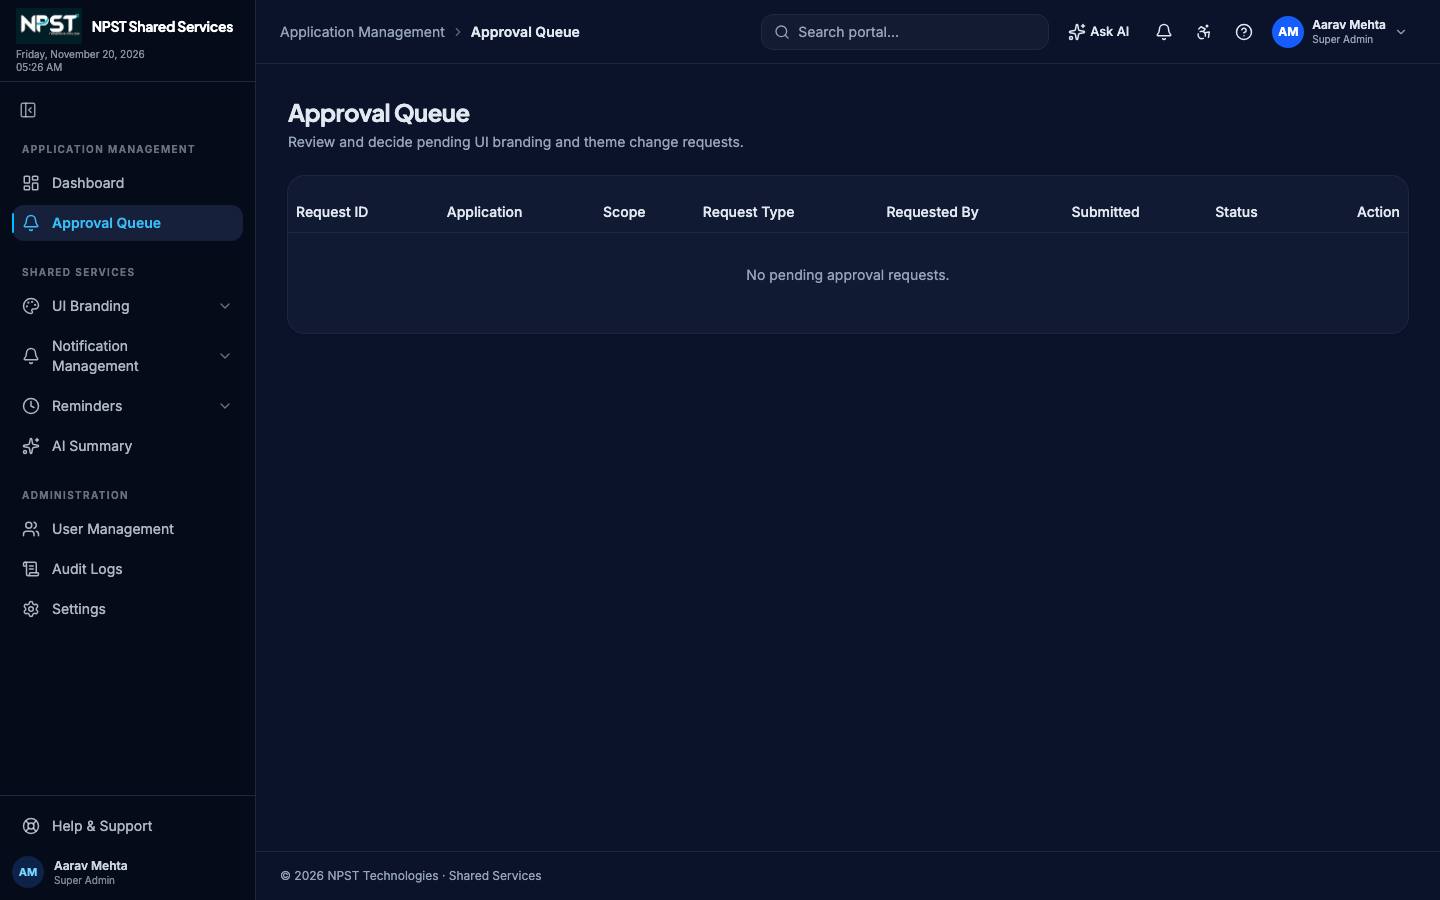 NPST
NPST Shared Services
Friday, November 20, 2026
05:26 AM
Application Management > Approval Queue
Search portal...
Ask AI
AM
Aarav Mehta
Super Admin
APPLICATION MANAGEMENT
Dashboard
Approval Queue
SHARED SERVICES
UI Branding
Notification
Management
Reminders
AI Summary
ADMINISTRATION
User Management
Audit Logs
Settings
Help & Support
AM
Aarav Mehta
Super Admin
Approval Queue
Review and decide pending UI branding and theme change requests.
Request ID Application Scope Request Type Requested By Submitted Status Action
No pending approval requests.
© 2026 NPST Technologies · Shared Services